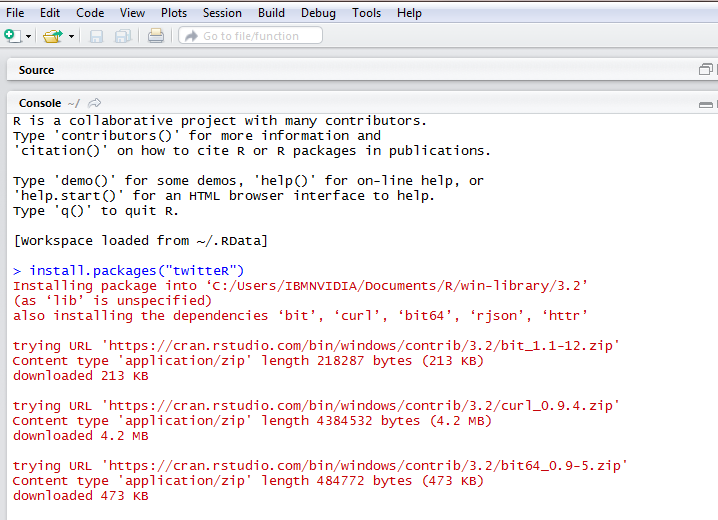 File Edit Code View Plots Session Build Debug Tools Help
Go to file/function
Source
Console ~/
R is a collaborative project with many contributors.
Type 'contributors()' for more information and
'citation()' on how to cite R or R packages in publications.
Type 'demo()' for some demos, 'help()' for on-line help, or
'help.start()' for an HTML browser interface to help.
Type 'q()' to quit R.
[Workspace loaded from ~/.RData]
> install.packages("twitteR")
Installing package into ‘C:/Users/IBMNVIDIA/Documents/R/win-library/3.2’
(as ‘lib’ is unspecified)
also installing the dependencies ‘bit’, ‘curl’, ‘bit64’, ‘rjson’, ‘httr’
trying URL 'https://cran.rstudio.com/bin/windows/contrib/3.2/bit_1.1-12.zip'
Content type 'application/zip' length 218287 bytes (213 KB)
downloaded 213 KB
trying URL 'https://cran.rstudio.com/bin/windows/contrib/3.2/curl_0.9.4.zip'
Content type 'application/zip' length 4384532 bytes (4.2 MB)
downloaded 4.2 MB
trying URL 'https://cran.rstudio.com/bin/windows/contrib/3.2/bit64_0.9-5.zip'
Content type 'application/zip' length 484772 bytes (473 KB)
downloaded 473 KB